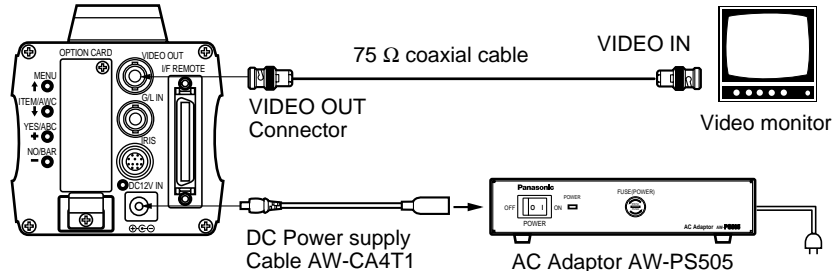 OPTION CARD
VIDEO OUT
I/F REMOTE
MENU
ITEM/AWC
YES/ABC
NO/BAR
G/L IN
IRIS
DC12V IN
75 Ω coaxial cable
VIDEO IN
VIDEO OUT
Connector
Video monitor
DC Power supply
Cable AW-CA4T1
Panasonic
POWER
OFF
O I
ON
POWER
FUSE(POWER)
AC Adaptor AW-PS505
AC Adaptor AW-PS505